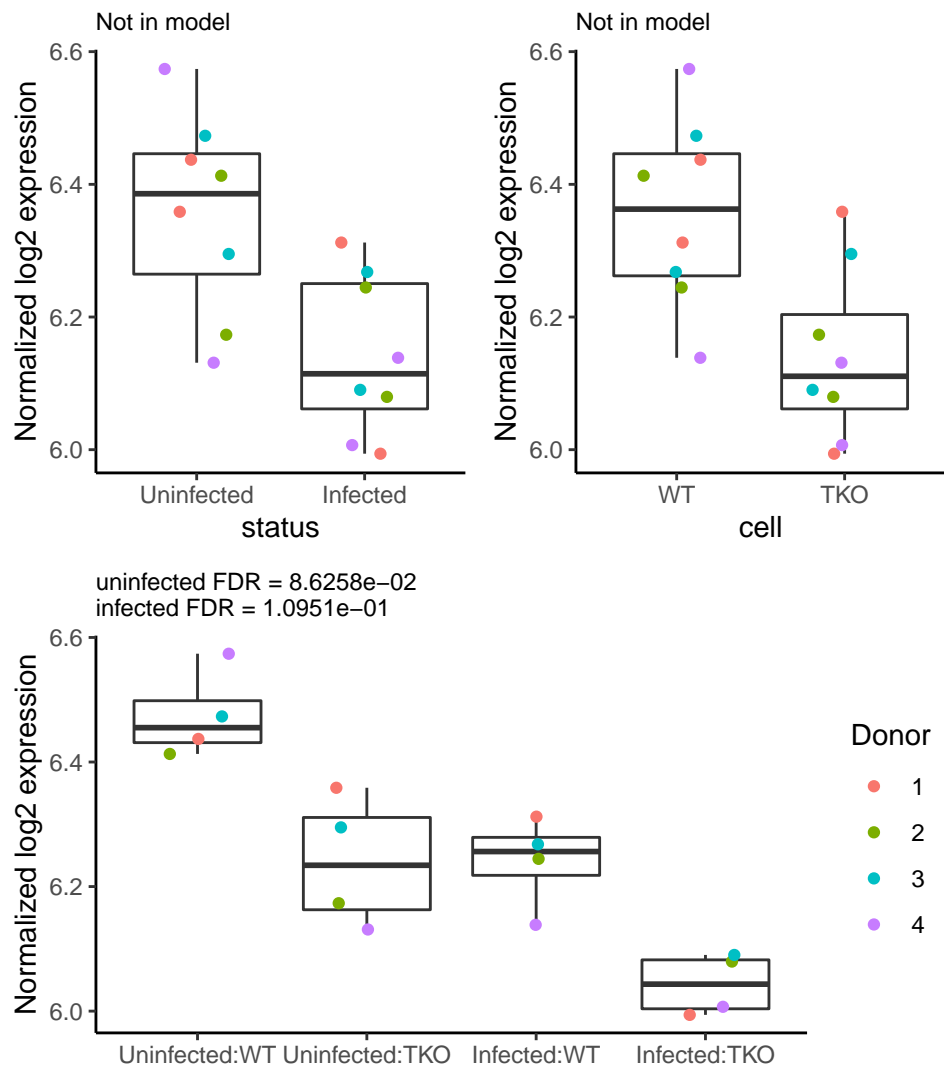 Not in model
Normalized log2 expression
6.6
6.4
6.2
6.0
Uninfected Infected
status
Not in model
Normalized log2 expression
6.6
6.4
6.2
6.0
WT TKO
cell
uninfected FDR = 8.6258e−02
infected FDR = 1.0951e−01
Normalized log2 expression
6.6
6.4
6.2
6.0
Uninfected:WT Uninfected:TKO Infected:WT Infected:TKO
Donor
1
2
3
4